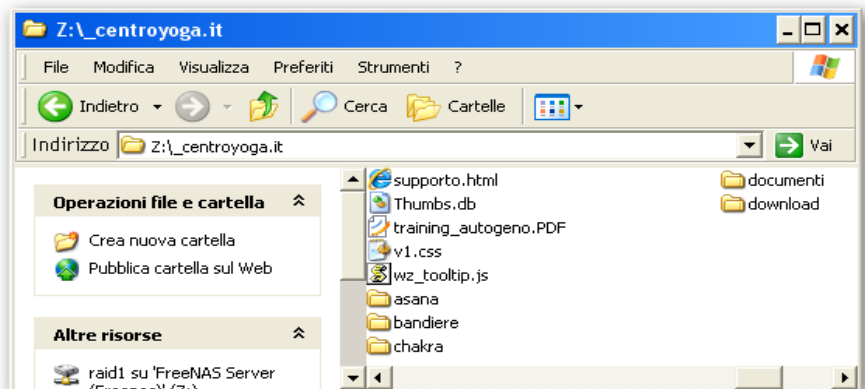 Z:\_centroyoga.it
File Modifica Visualizza Preferiti Strumenti ?
Indietro Cerca Cartelle
Indirizzo Z:\_centroyoga.it Vai
Operazioni file e cartella
Crea nuova cartella
Pubblica cartella sul Web
Altre risorse
raid1 su 'FreeNAS Server
(Freenas)' (Z:)
supporto.html
Thumbs.db
training_autogeno.PDF
v1.css
wz_tooltip.js
asana
bandiere
chakra
documenti
download